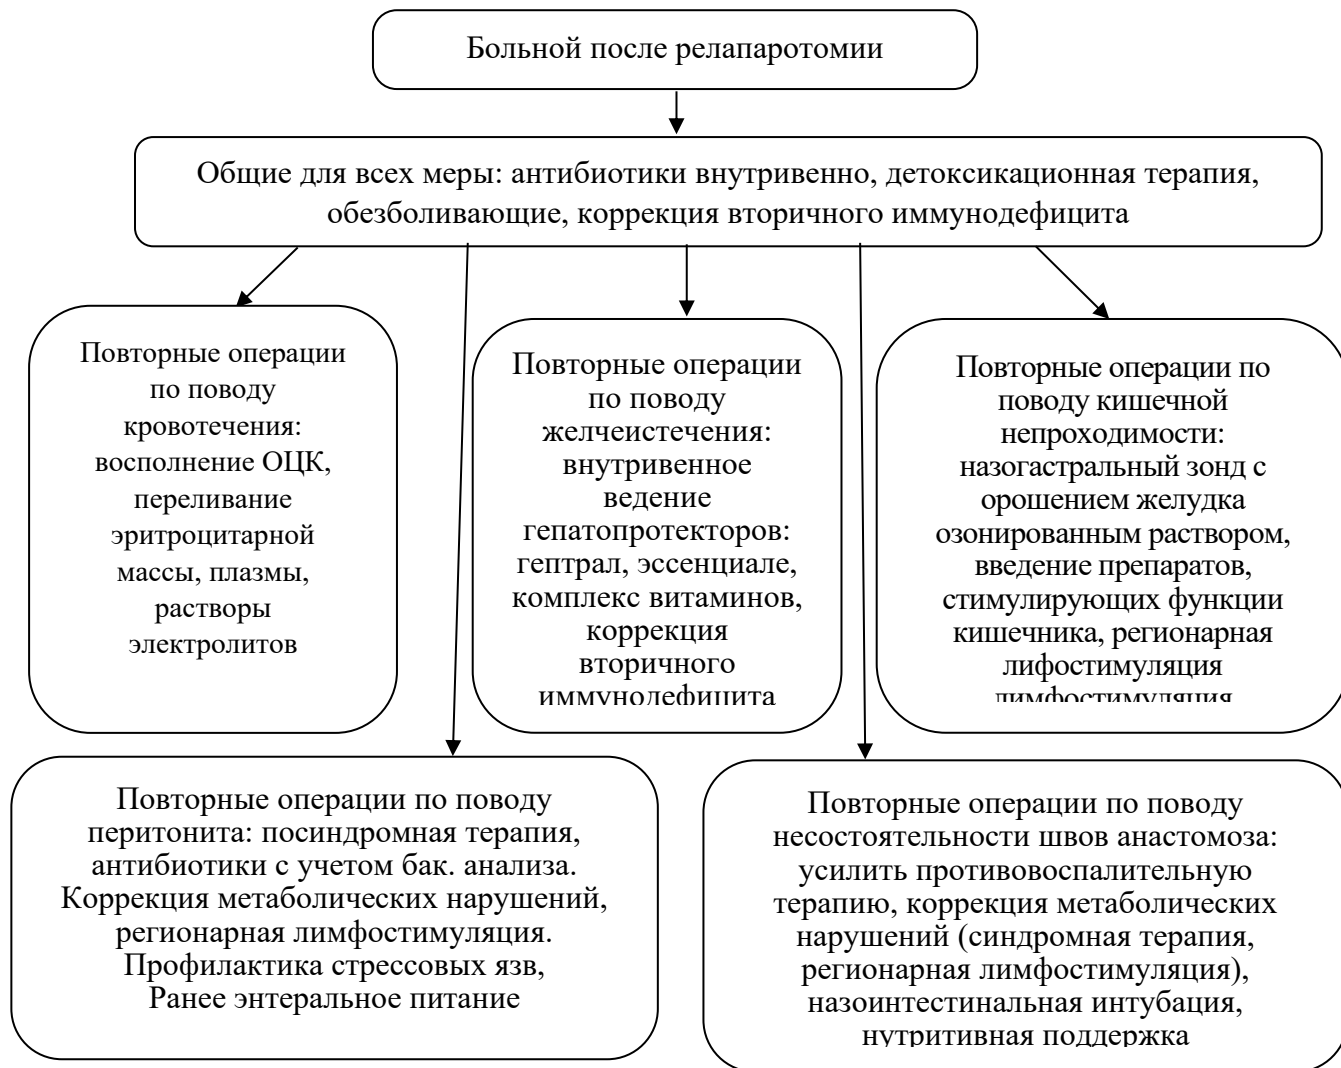 Больной после релапаротомии
Общие для всех меры: антибиотики внутривенно, детоксикационная терапия,
обезболивающие, коррекция вторичного иммунодефицита
Повторные операции
по поводу
кровотечения:
восполнение ОЦК,
переливание
эритроцитарной
массы, плазмы,
растворы
электролитов
Повторные операции
по поводу
желчеистечения:
внутривенное
ведение
гепатопротекторов:
гептрал, эссенциале,
комплекс витаминов,
коррекция
вторичного
иммунодефицита
Повторные операции по
поводу кишечной
непроходимости:
назогастральный зонд с
орошением желудка
озонированным раствором,
введение препаратов,
стимулирующих функции
кишечника, регионарная
лифостимуляция
лимфостимуляция
Повторные операции по поводу
перитонита: посиндромная терапия,
антибиотики с учетом бак. анализа.
Коррекция метаболических нарушений,
регионарная лимфостимуляция.
Профилактика стрессовых язв,
Ранее энтеральное питание
Повторные операции по поводу
несостоятельности швов анастомоза:
усилить противовоспалительную
терапию, коррекция метаболических
нарушений (синдромная терапия,
регионарная лимфостимуляция),
назоинтестинальная интубация,
нутритивная поддержка